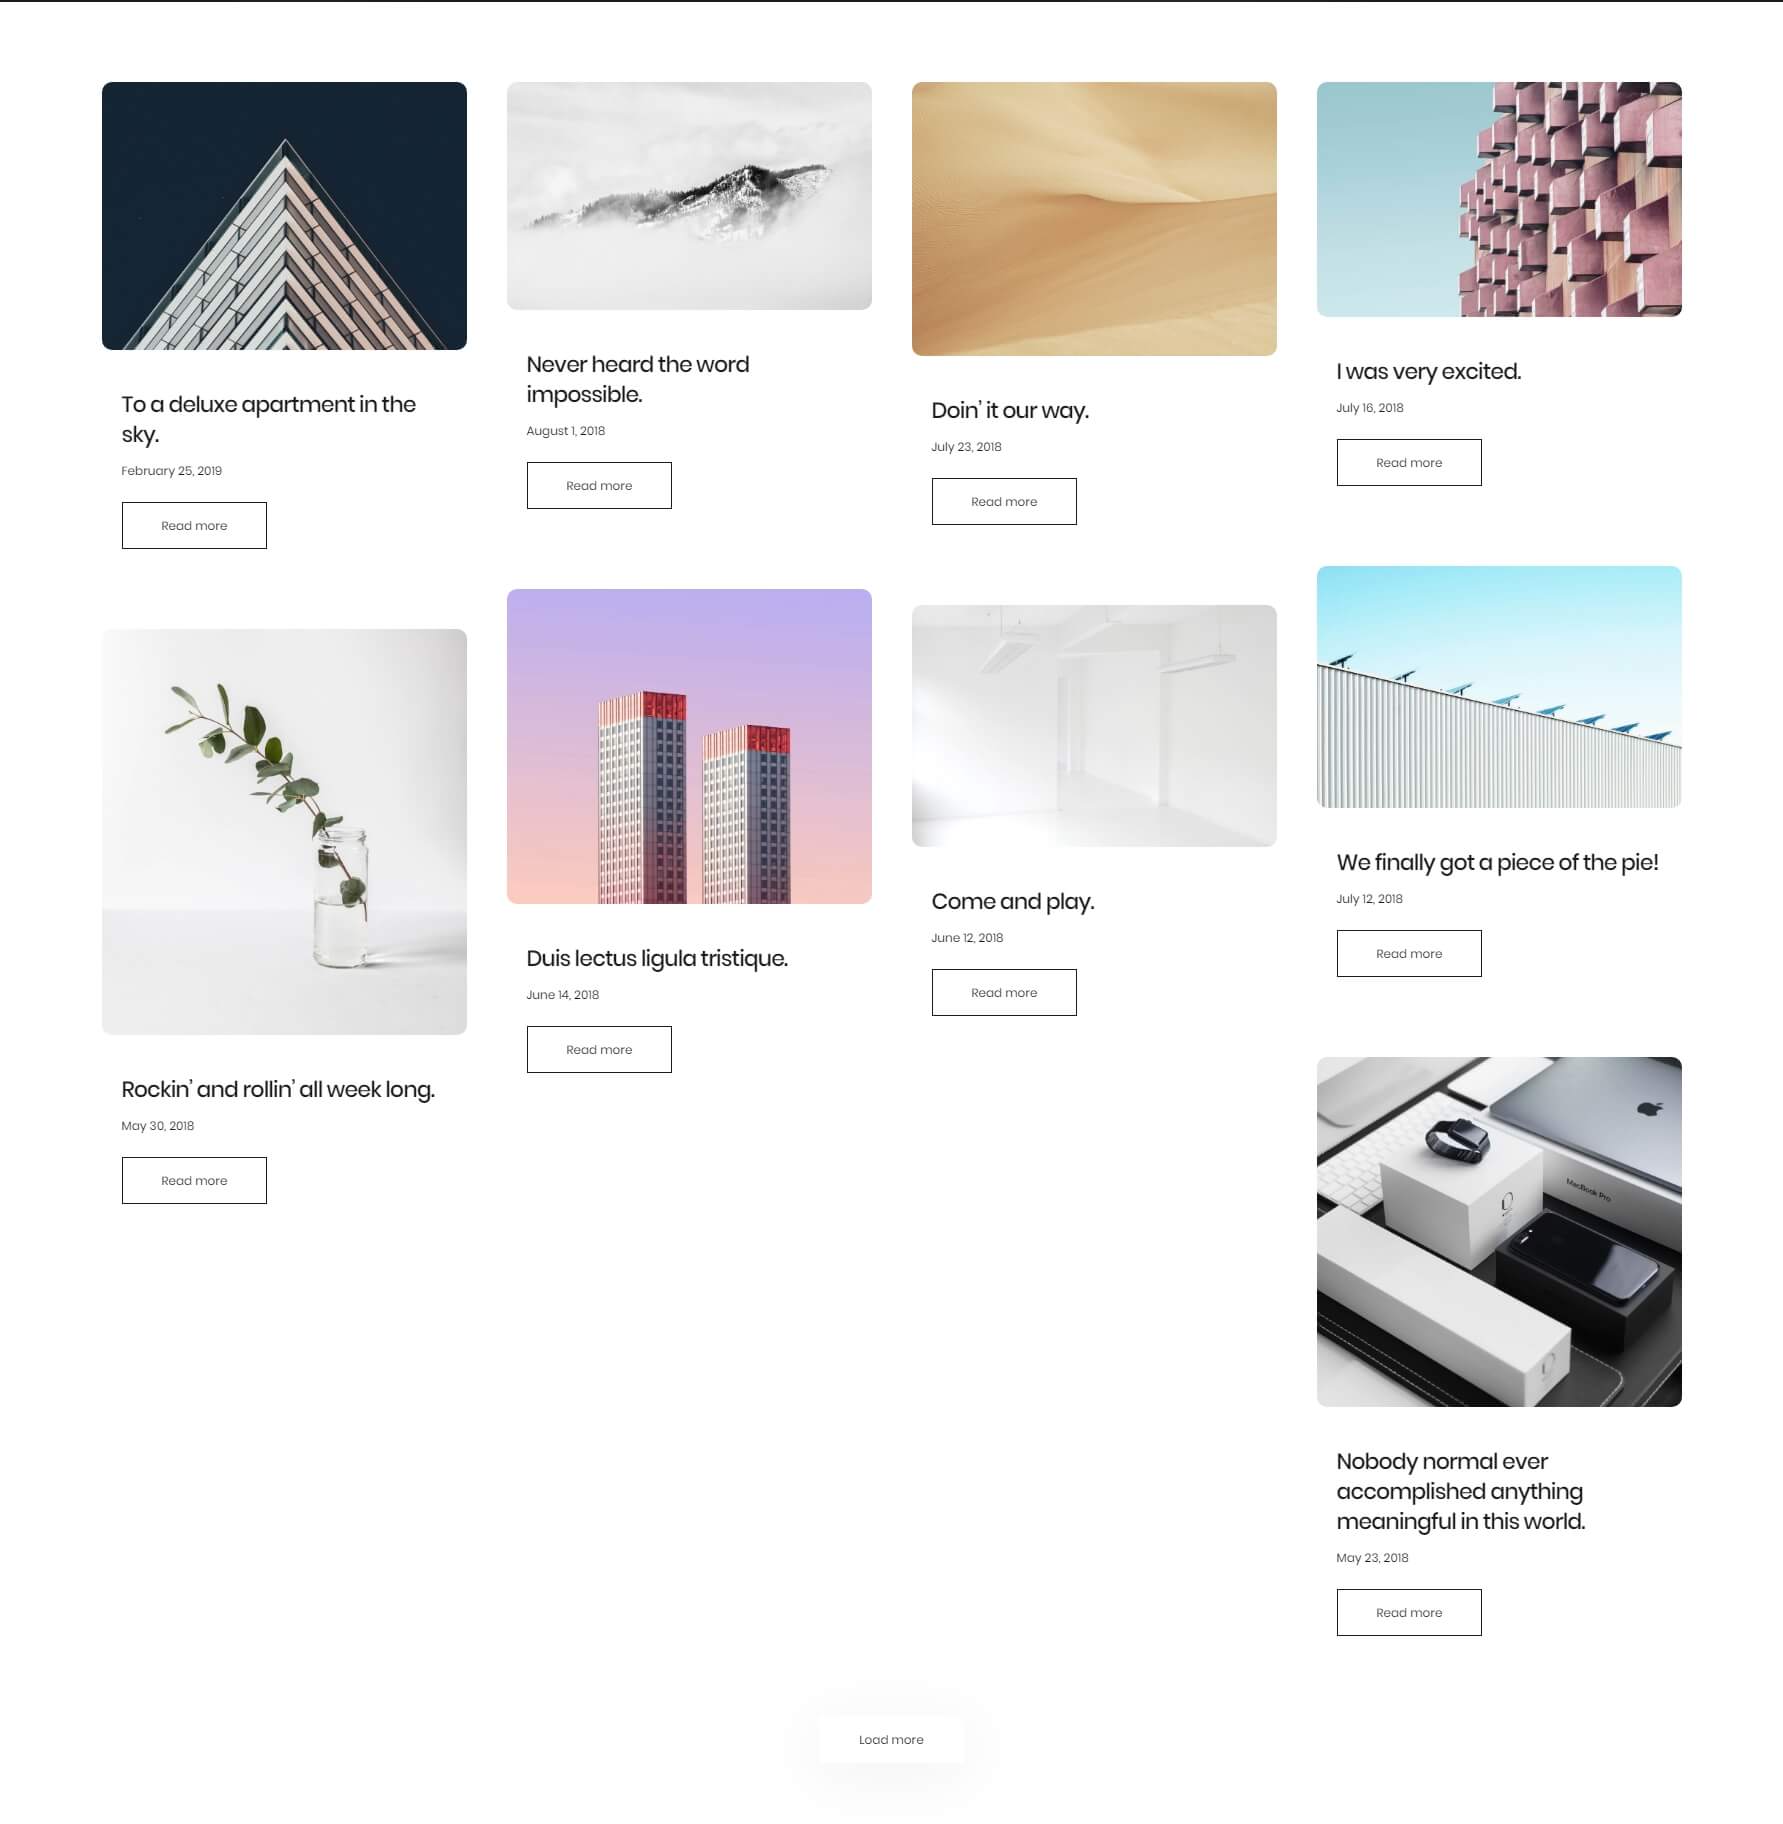 To a deluxe apartment in the
sky.
February 25, 2019
Read more
Never heard the word
impossible.
August 1, 2018
Read more
Doin’ it our way.
July 23, 2018
Read more
I was very excited.
July 16, 2018
Read more
We finally got a piece of the pie!
July 12, 2018
Read more
Duis lectus ligula tristique.
June 14, 2018
Read more
Come and play.
June 12, 2018
Read more
Rockin’ and rollin’ all week long.
May 30, 2018
Read more
MacBook Pro
Nobody normal ever
accomplished anything
meaningful in this world.
May 23, 2018
Read more
Load more